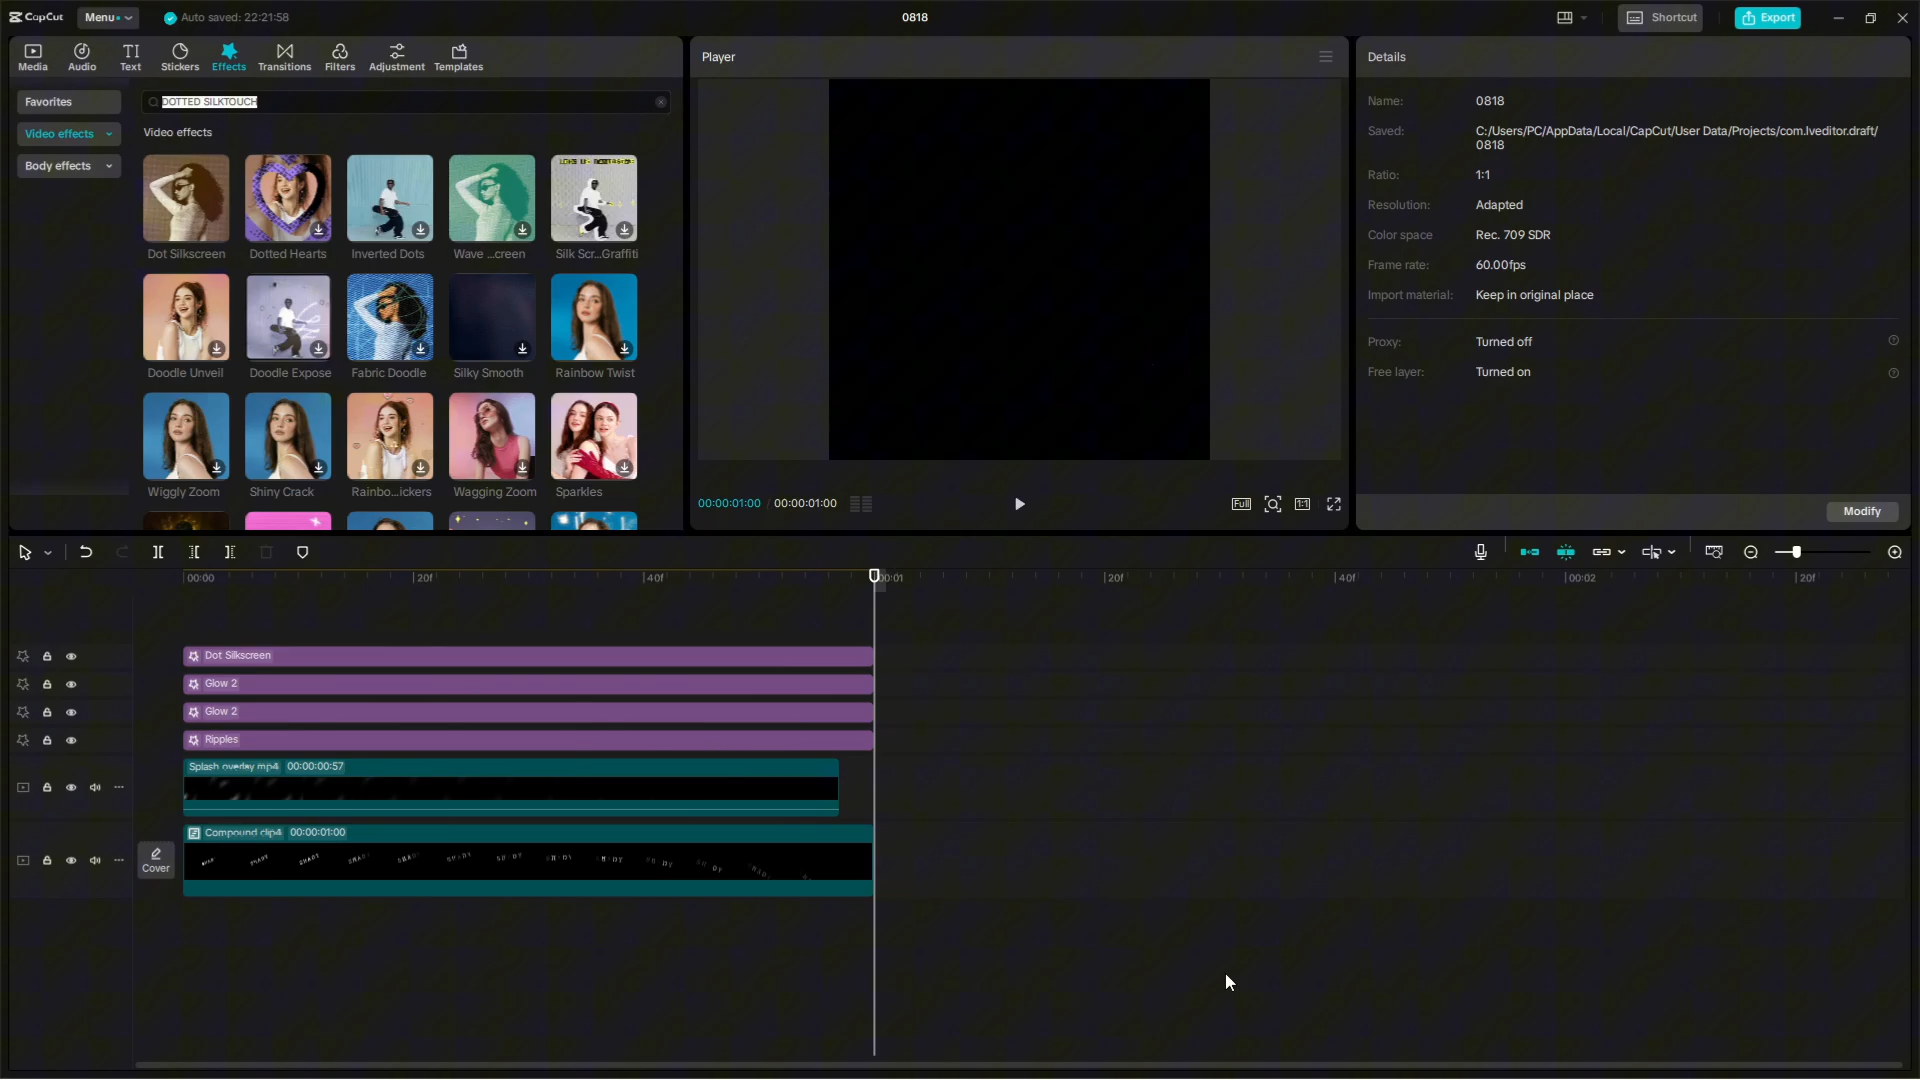 CapCut
Menu
Auto saved: 22:21:58
0818
Shortcut
Export
Media
Audio
Text
Stickers
Effects
Transitions
Filters
Adjustment
Templates
Favorites
Video effects
Body effects
DOTTED SILKTOUCH
Video effects
Dot Silkscreen
Dotted Hearts
Inverted Dots
Wave ...creen
Silk Scr...Graffiti
Doodle Unveil
Doodle Expose
Fabric Doodle
Silky Smooth
Rainbow Twist
Wiggly Zoom
Shiny Crack
Rainbo...ickers
Wagging Zoom
Sparkles
Player
00:00:01:00 / 00:00:01:00
Full
1:1
Details
Name: 0818
Saved: C:/Users/PC/AppData/Local/CapCut/User Data/Projects/com.lveditor.draft/
0818
Ratio: 1:1
Resolution: Adapted
Color space Rec. 709 SDR
Frame rate: 60.00fps
Import material: Keep in original place
Proxy: Turned off
Free layer: Turned on
Modify
00:00
20f
40f
00:01
20f
40f
00:02
20f
Dot Silkscreen
Glow 2
Glow 2
Ripples
Splash overlay.mp4 00:00:00:57
Cover
Compound clip4 00:00:01:00